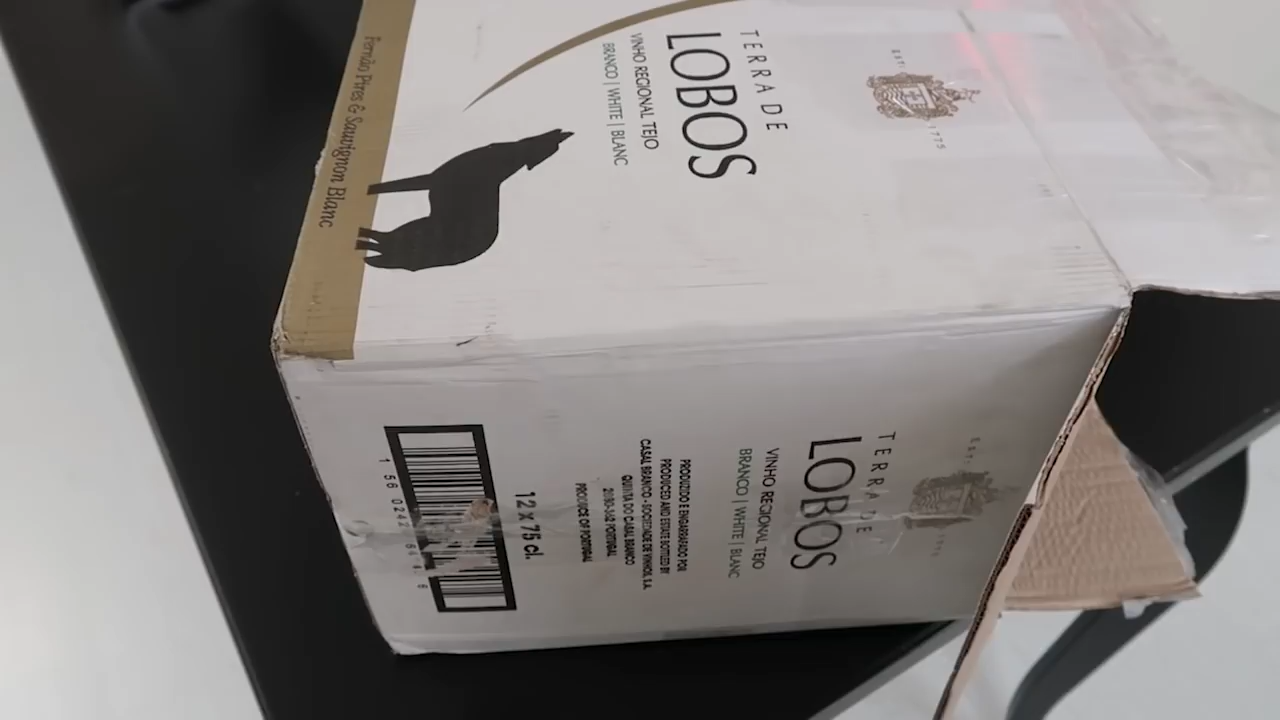 EST.
1775
TERRA DE
LOBOS
VINHO REGIONAL TEJO
BRANCO | WHITE | BLANC
Fernão Pires & Sauvignon Blanc
EST.
TERRA DE
LOBOS
VINHO REGIONAL TEJO
BRANCO | WHITE | BLANC
PRODUZIDO E ENGARRAFADO POR
PRODUCED AND ESTATE BOTTLED BY
CASAL BRANCO - SOCIEDADE DE VINHOS, S.A.
QUINTA DO CASAL BRANCO
PORTUGAL
PRODUCE OF PORTUGAL
12 x 75 cl.